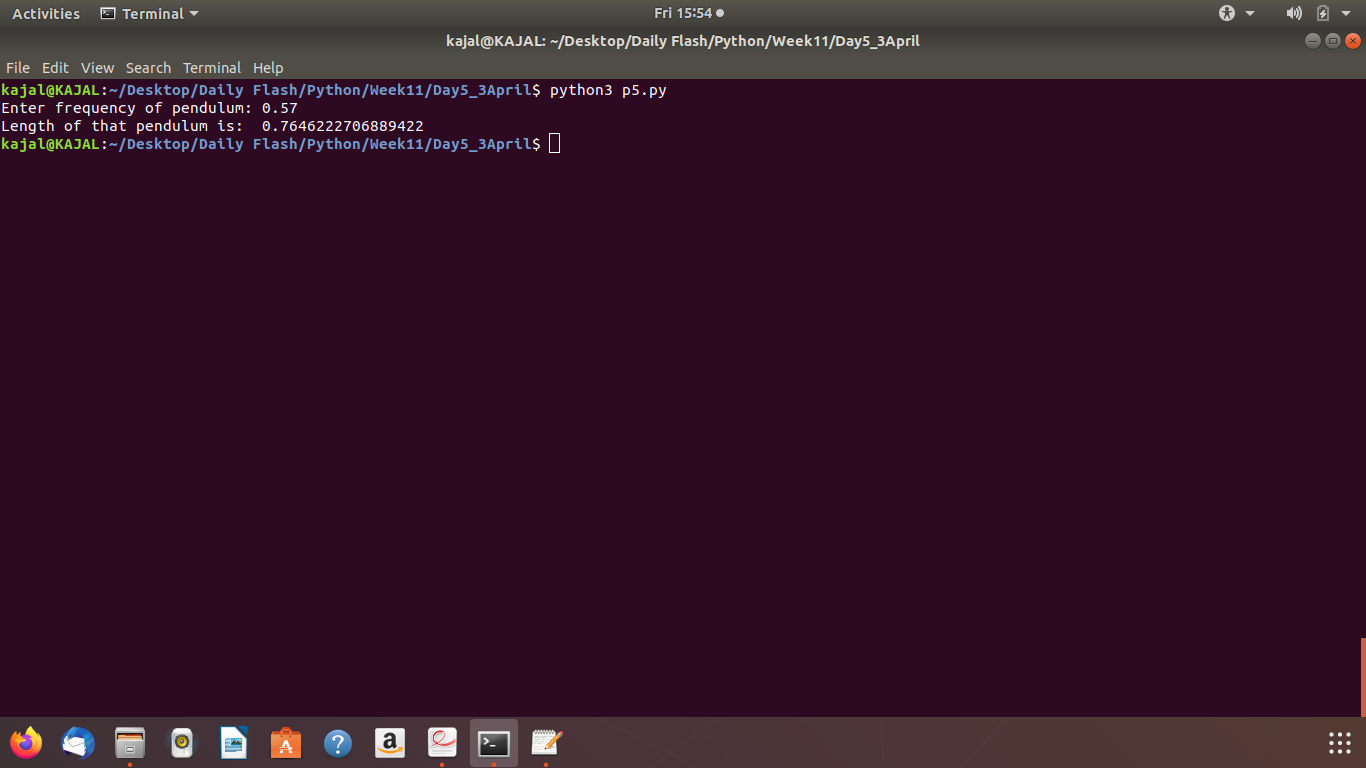 Activities Terminal Fri 15:54
kajal@KAJAL: ~/Desktop/Daily Flash/Python/Week11/Day5_3April
File Edit View Search Terminal Help
kajal@KAJAL:~/Desktop/Daily Flash/Python/Week11/Day5_3April$ python3 p5.py
Enter frequency of pendulum: 0.57
Length of that pendulum is:  0.7646222706889422
kajal@KAJAL:~/Desktop/Daily Flash/Python/Week11/Day5_3April$